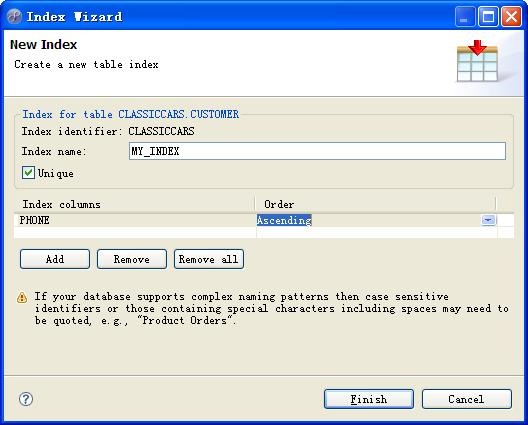 Index Wizard
New Index
Create a new table index
Index for table CLASSICCARS.CUSTOMER
Index identifier: CLASSICCARS
Index name: MY_INDEX
Unique
Index columns Order
PHONE Ascending
Add Remove Remove all
If your database supports complex naming patterns then case sensitive
identifiers or those containing special characters including spaces may need to
be quoted, e.g., "Product Orders".
? Finish Cancel